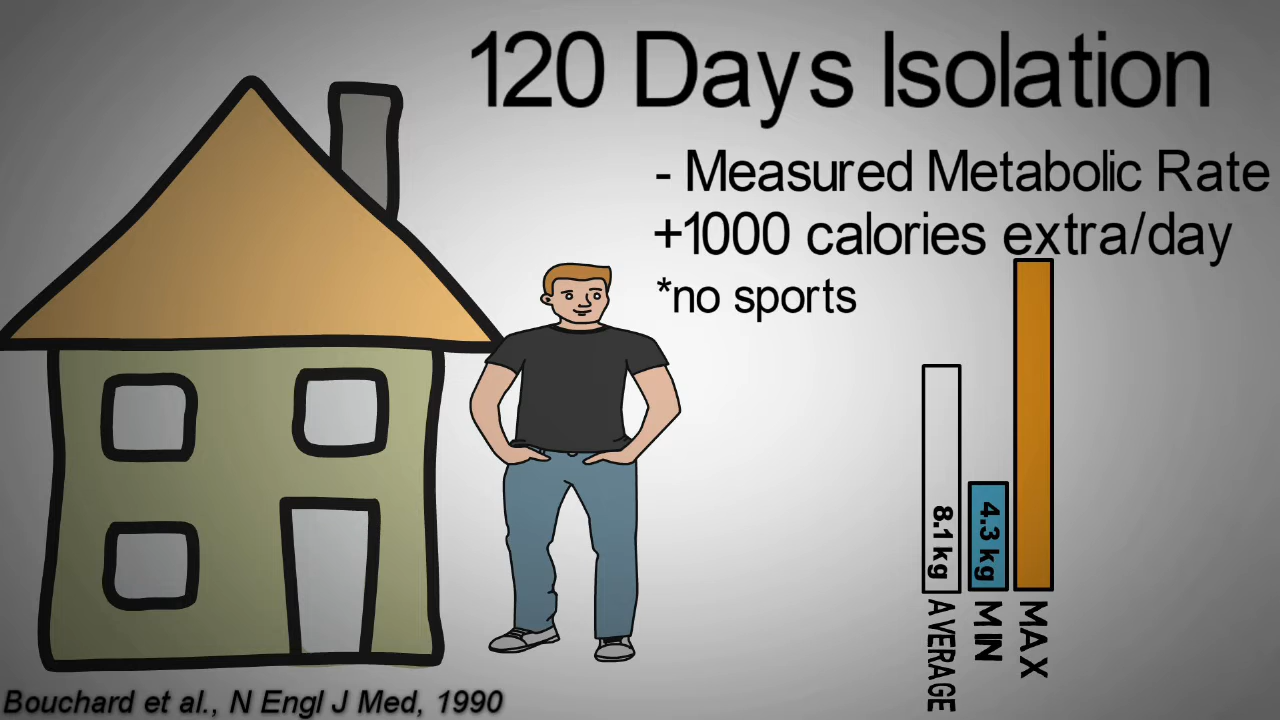 120 Days Isolation
- Measured Metabolic Rate
+1000 calories extra/day
*no sports
8.1 kg
4.3 kg
AVERAGE
MIN
MAX
Bouchard et al., N Engl J Med, 1990